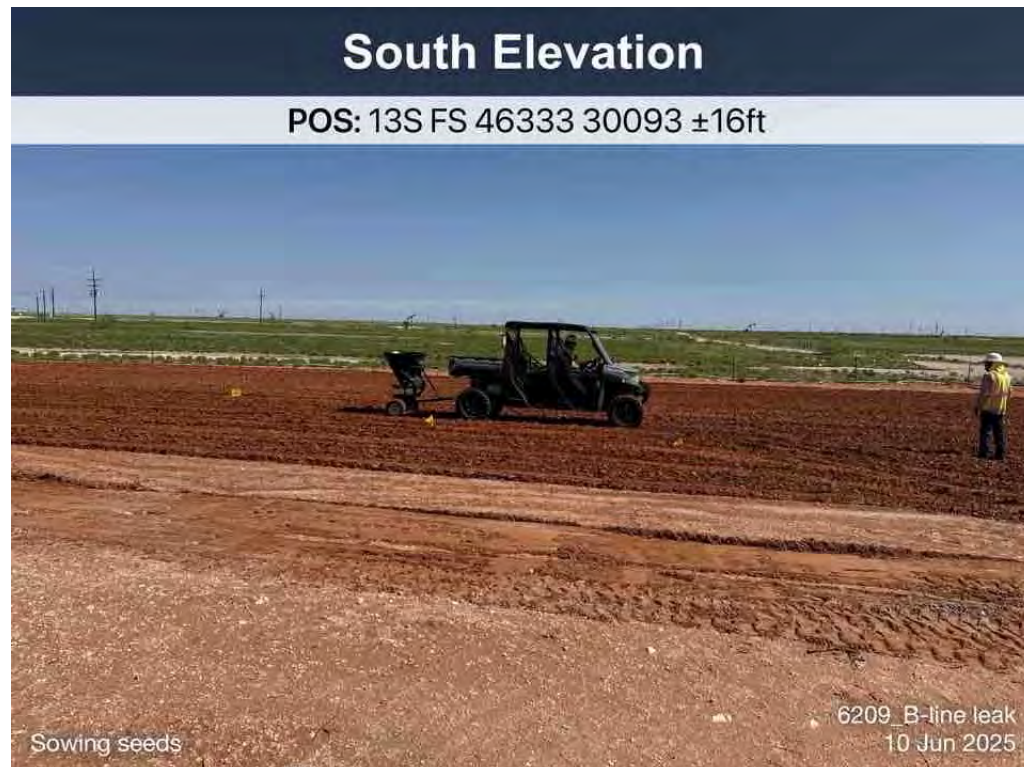 South Elevation
POS: 13S FS 46333 30093 ±16ft
6209_B-line leak
Sowing seeds
10 Jun 2025